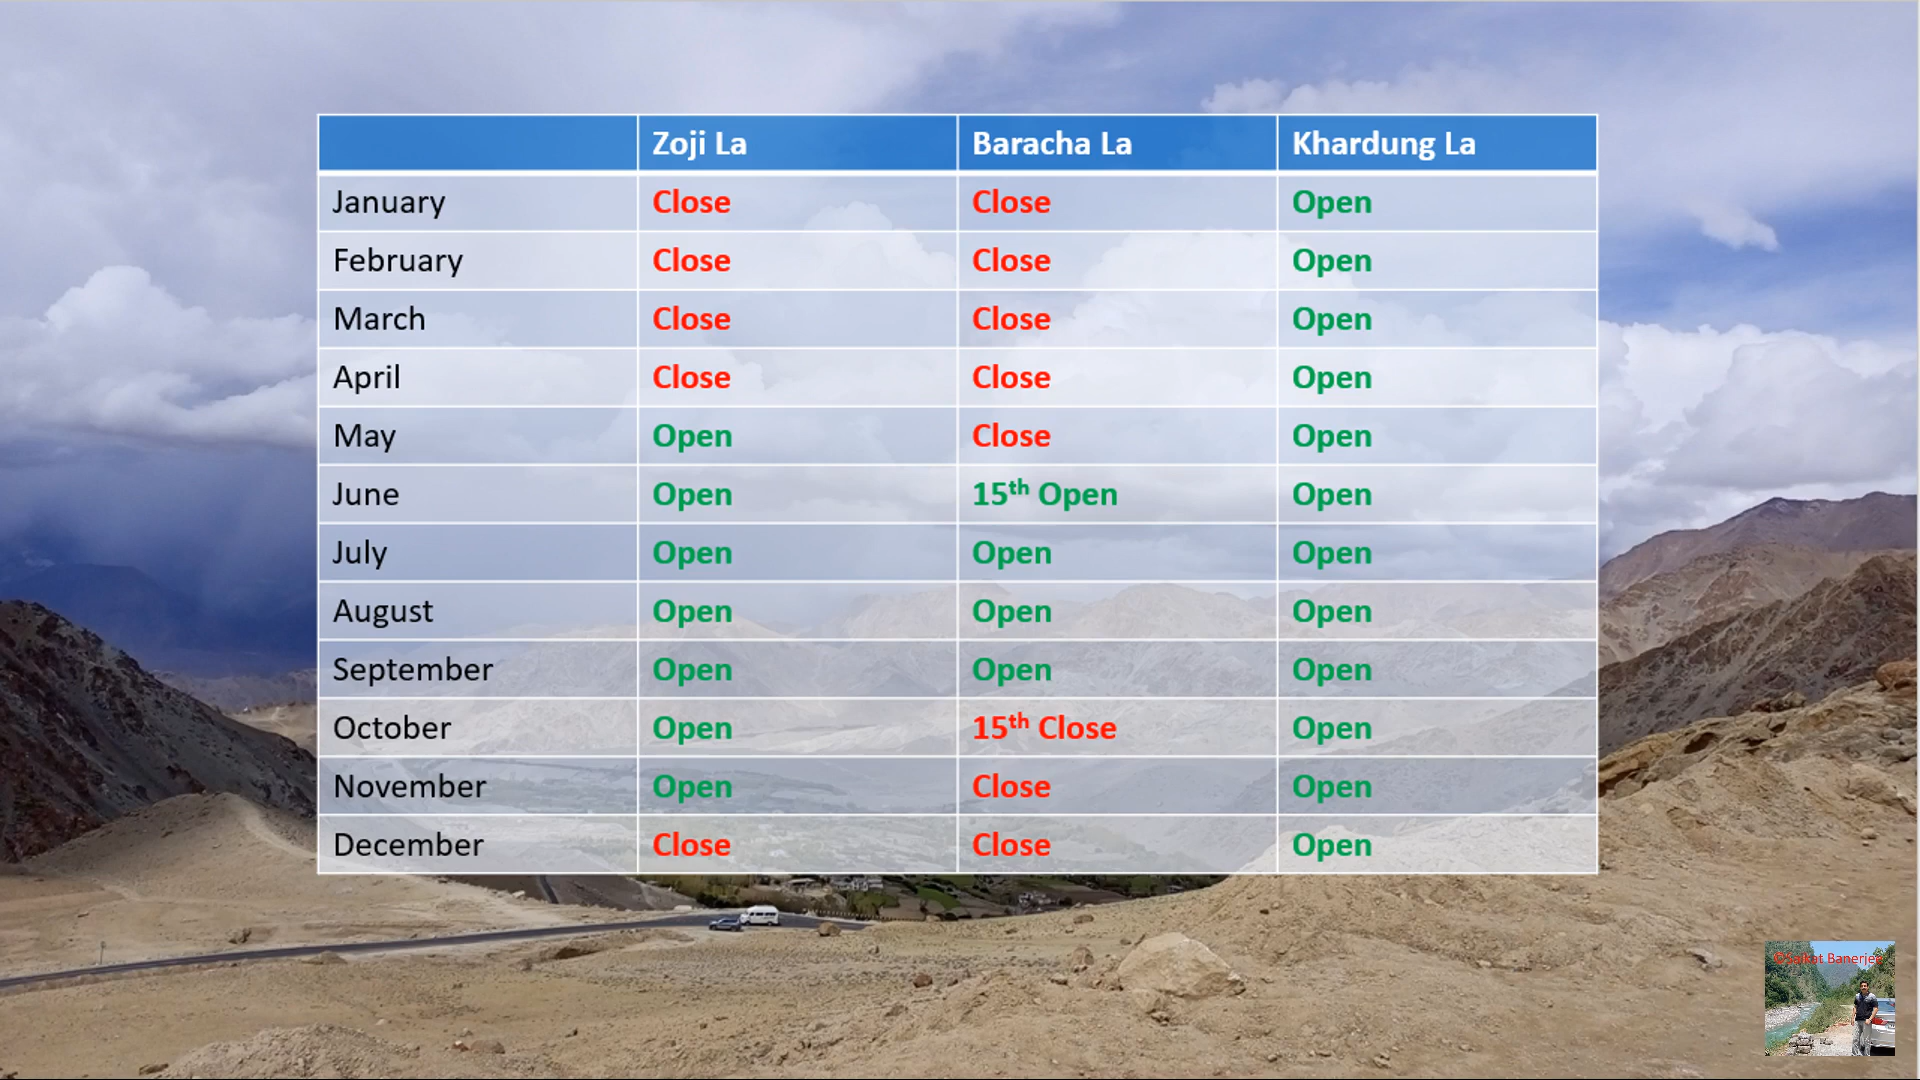 Zoji La Baracha La Khardung La
January Close Close Open
February Close Close Open
March Close Close Open
April Close Close Open
May Open Close Open
June Open 15th Open Open
July Open Open Open
August Open Open Open
September Open Open Open
October Open 15th Close Open
November Open Close Open
December Close Close Open
©Saikat Banerjee